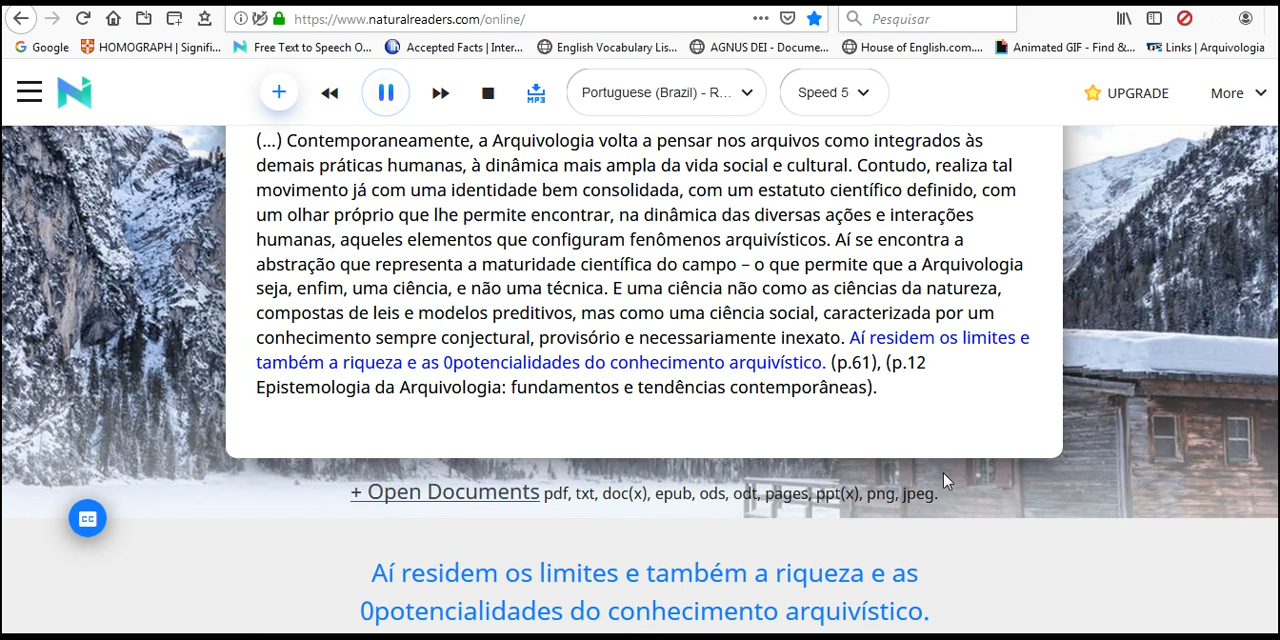 https://www.naturalreaders.com/online/
Pesquisar
Google HOMOGRAPH | Signifi... Free Text to Speech O... Accepted Facts | Inter... English Vocabulary Lis... AGNUS DEI - Docume... House of English.com.... Animated GIF - Find &... Links | Arquivologia
MP3 Portuguese (Brazil) - R... Speed 5 UPGRADE More
(...) Contemporaneamente, a Arquivologia volta a pensar nos arquivos como integrados às
demais práticas humanas, à dinâmica mais ampla da vida social e cultural. Contudo, realiza tal
movimento já com uma identidade bem consolidada, com um estatuto científico definido, com
um olhar próprio que lhe permite encontrar, na dinâmica das diversas ações e interações
humanas, aqueles elementos que configuram fenômenos arquivísticos. Aí se encontra a
abstração que representa a maturidade científica do campo – o que permite que a Arquivologia
seja, enfim, uma ciência, e não uma técnica. E uma ciência não como as ciências da natureza,
compostas de leis e modelos preditivos, mas como uma ciência social, caracterizada por um
conhecimento sempre conjectural, provisório e necessariamente inexato. Aí residem os limites e
também a riqueza e as 0potencialidades do conhecimento arquivístico. (p.61), (p.12
Epistemologia da Arquivologia: fundamentos e tendências contemporâneas).
+ Open Documents pdf, txt, doc(x), epub, ods, odt, pages, ppt(x), png, jpeg.
CC
Aí residem os limites e também a riqueza e as
0potencialidades do conhecimento arquivístico.